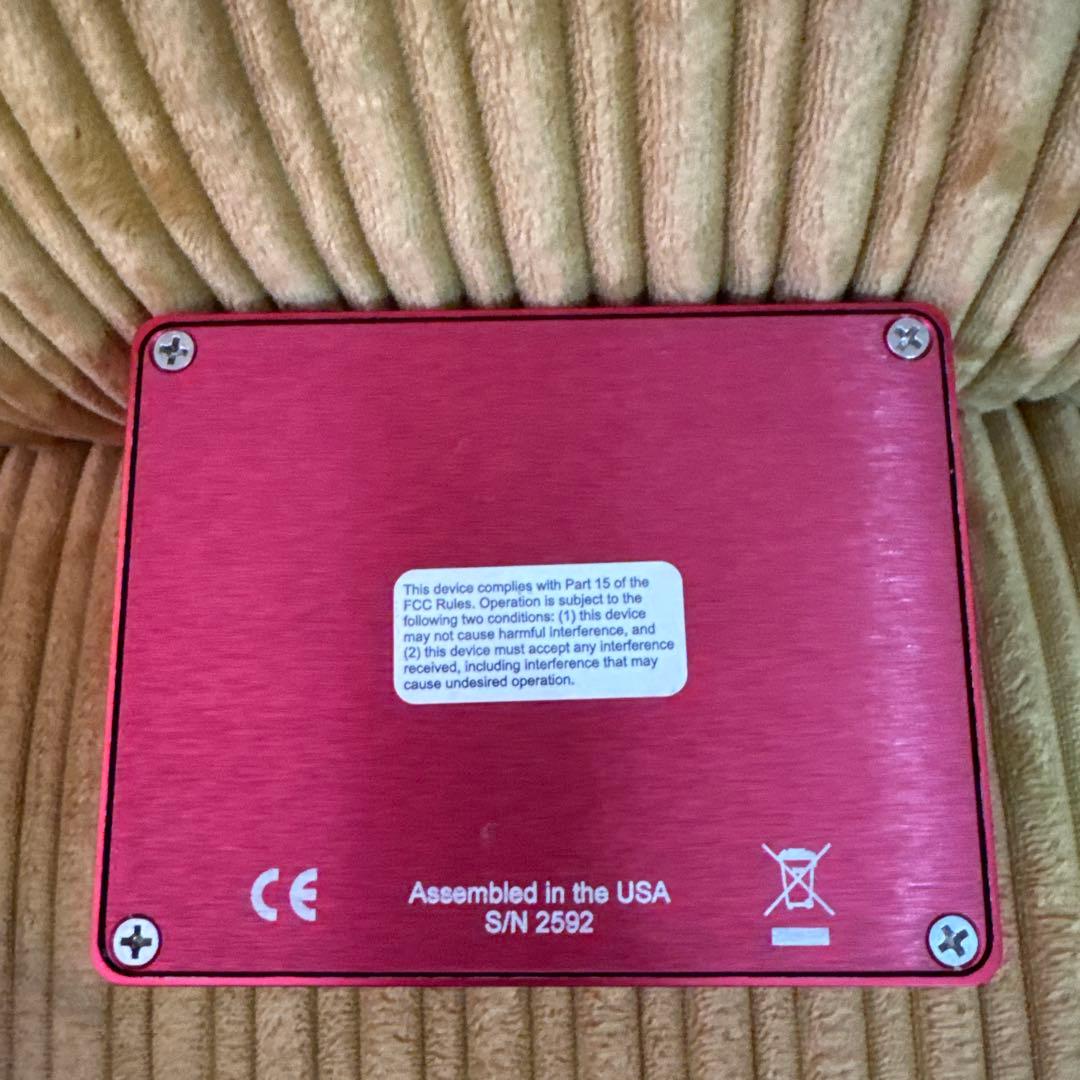 This device complies with Part 15 of the
FCC Rules. Operation is subject to the
following two conditions: (1) this device
may not cause harmful interference, and
(2) this device must accept any interference
received, including interference that may
cause undesired operation.
CE
Assembled in the USA
S/N 2592